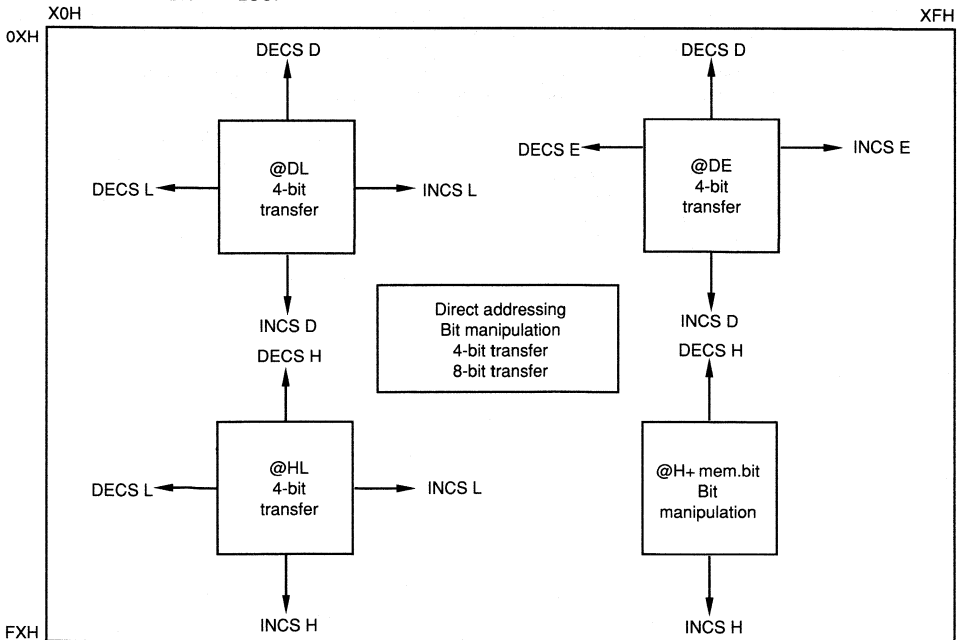 X0H
XFH
0XH
DECS D
DECS D
@DL
4-bit
transfer
DECS L
INCS L
INCS D
@DE
4-bit
transfer
DECS E
INCS E
INCS D
Direct addressing
Bit manipulation
4-bit transfer
8-bit transfer
DECS H
@HL
4-bit
transfer
DECS L
INCS L
INCS H
DECS H
@H+ mem.bit
Bit
manipulation
INCS H
FXH